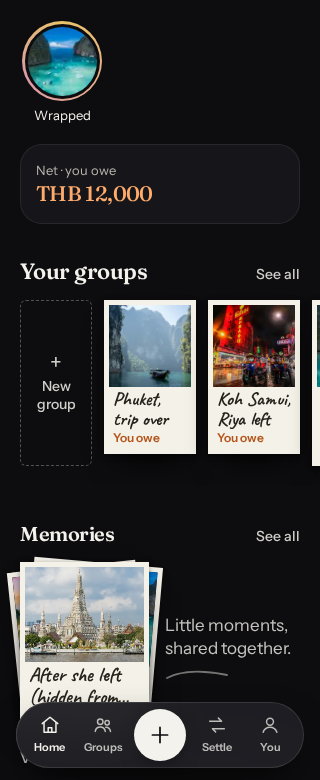 Wrapped
Net · you owe
THB 12,000
Your groups
See all
+
New
group
Phuket,
trip over
You owe
Koh Samui,
Riya left
You owe
Memories
See all
Little moments,
shared together.
After she left
(hidden from...
Home
Groups
+
Settle
You